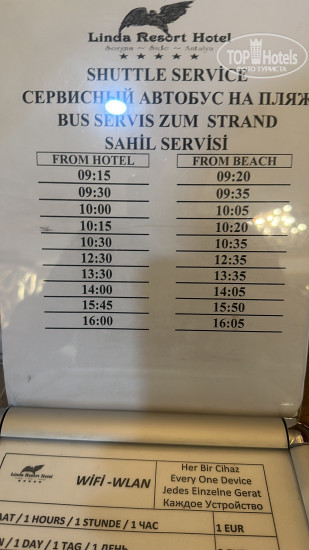 Linda Resort Hotel
Sorgun - Side - Antalya
TOP Hotels
SHUTTLE SERVICE
СЕРВИСНЫЙ АВТОБУС НА ПЛЯЖ
BUS SERVIS ZUM STRAND
SAHİL SERVİSİ
FROM HOTEL FROM BEACH
09:15 09:20
09:30 09:35
10:00 10:05
10:15 10:20
10:30 10:35
12:30 12:35
13:30 13:35
14:00 14:05
15:45 15:50
16:00 16:05
Linda Resort Hotel
WİFİ -WLAN
Her Bir Cihaz
Every One Device
Jedes Einzelne Gerat
Каждое Устройство
AAT / 1 HOURS / 1 STUNDE / 1 ЧАС 1 EUR
N / 1 DAY / 1 TAG / 1 ДЕНЬ